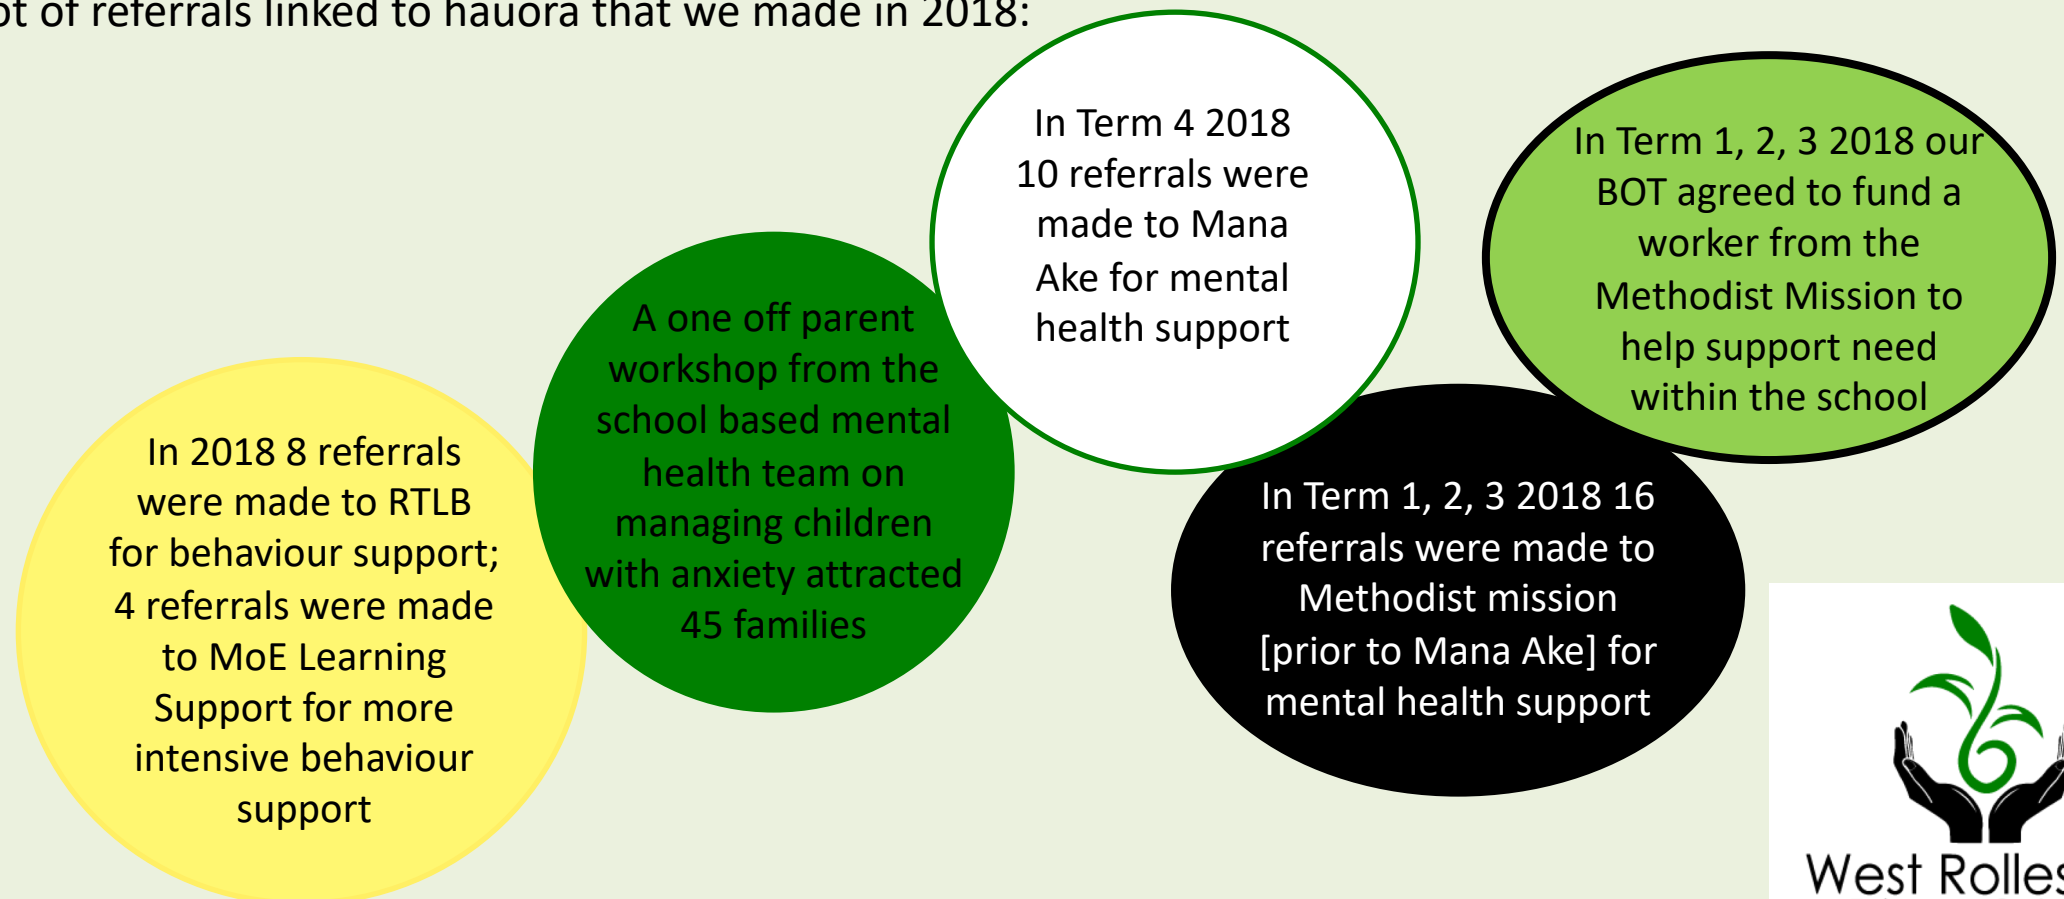 ot of referrals linked to hauora that we made in 2018:
In 2018 8 referrals
were made to RTLB
for behaviour support;
4 referrals were made
to MoE Learning
Support for more
intensive behaviour
support
A one off parent
workshop from the
school based mental
health team on
managing children
with anxiety attracted
45 families
In Term 4 2018
10 referrals were
made to Mana
Ake for mental
health support
In Term 1, 2, 3 2018 16
referrals were made to
Methodist mission
[prior to Mana Ake] for
mental health support
In Term 1, 2, 3 2018 our
BOT agreed to fund a
worker from the
Methodist Mission to
help support need
within the school
West Rolles